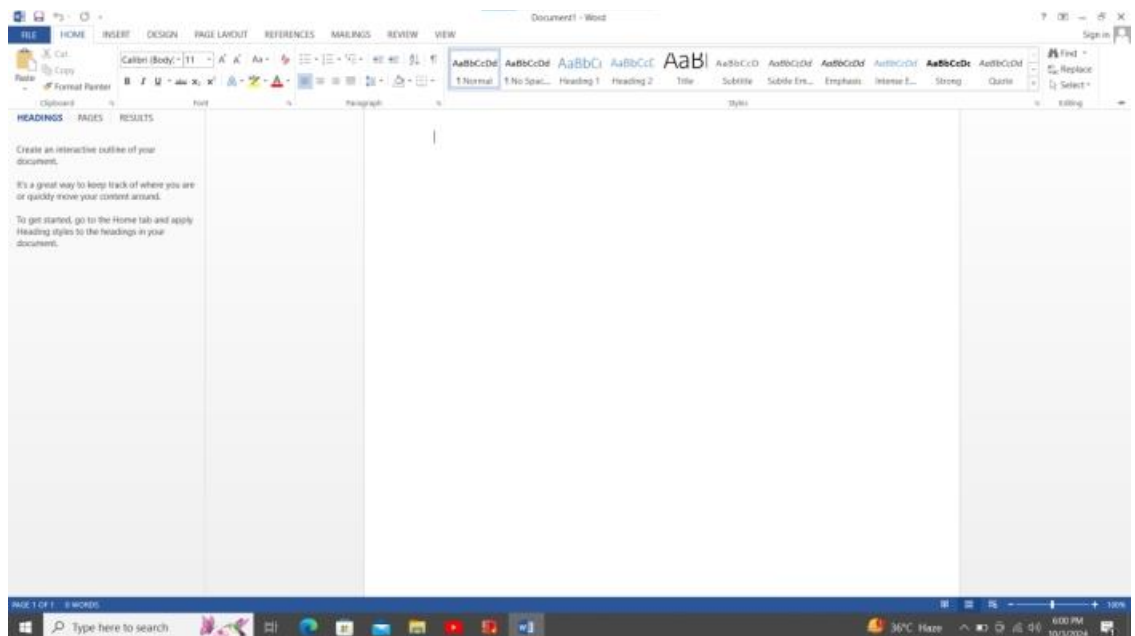 Document1 - Word
FILE HOME INSERT DESIGN PAGE LAYOUT REFERENCES MAILINGS REVIEW VIEW Sign in
Paste
Cut
Copy
Format Painter
Clipboard
Calibri (Body) 11
Font
Paragraph
AaBbCcDd AaBbCcDd AaBbCc AaBbCcC AaBl AaBbCcD AaBbCcDd AaBbCcDd AaBbCcDd AaBbCcDc AaBbCcDd
¶ Normal ¶ No Spac... Heading 1 Heading 2 Title Subtitle Subtle Em... Emphasis Intense E... Strong Quote
Styles
Find
Replace
Select
Editing
HEADINGS PAGES RESULTS
Create an interactive outline of your
document.
It's a great way to keep track of where you are
or quickly move your content around.
To get started, go to the Home tab and apply
Heading styles to the headings in your
document.
PAGE 1 OF 1 0 WORDS 100%
Type here to search
36°C Haze
6:00 PM
10/3/2024